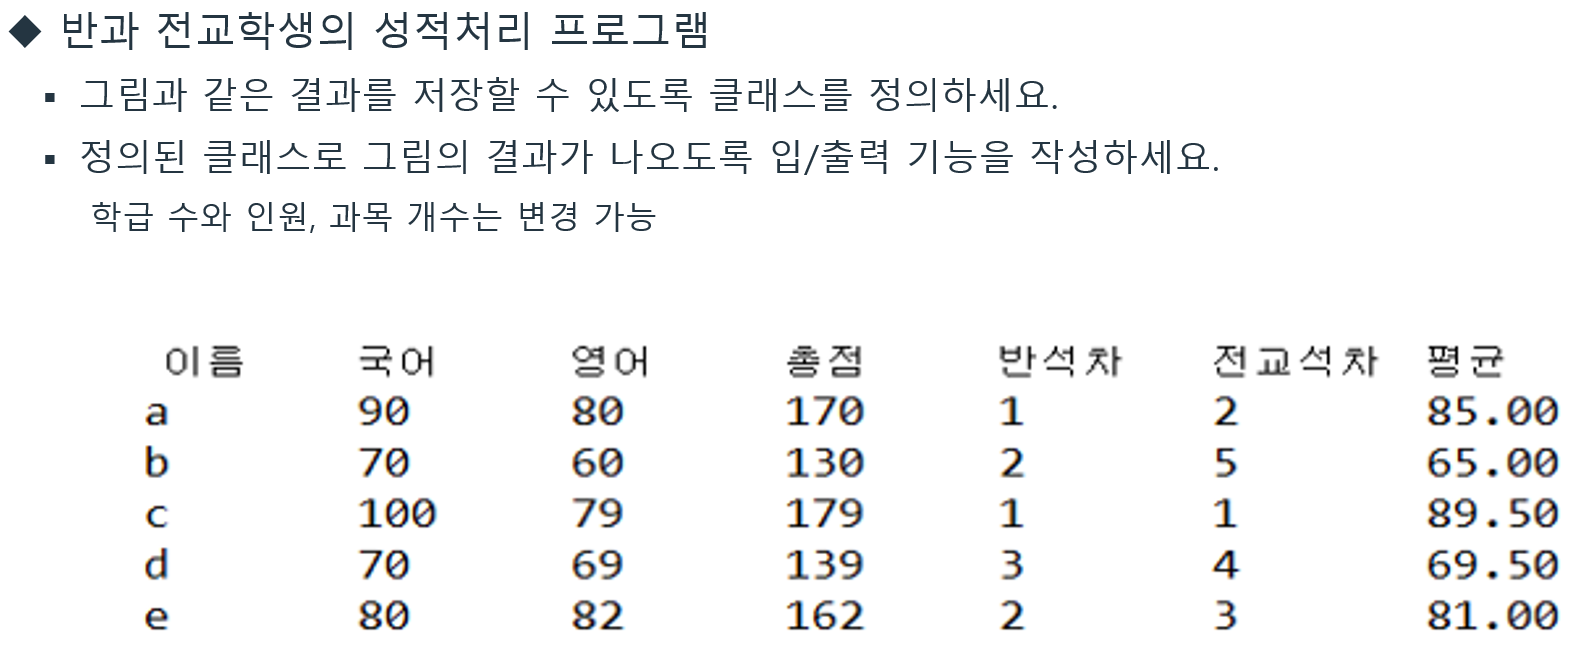 ◆ 반과 전교학생의 성적처리 프로그램
▪ 그림과 같은 결과를 저장할 수 있도록 클래스를 정의하세요.
▪ 정의된 클래스로 그림의 결과가 나오도록 입/출력 기능을 작성하세요.
학급 수와 인원, 과목 개수는 변경 가능
이름 국어 영어 총점 반석차 전교석차 평균
a 90 80 170 1 2 85.00
b 70 60 130 2 5 65.00
c 100 79 179 1 1 89.50
d 70 69 139 3 4 69.50
e 80 82 162 2 3 81.00